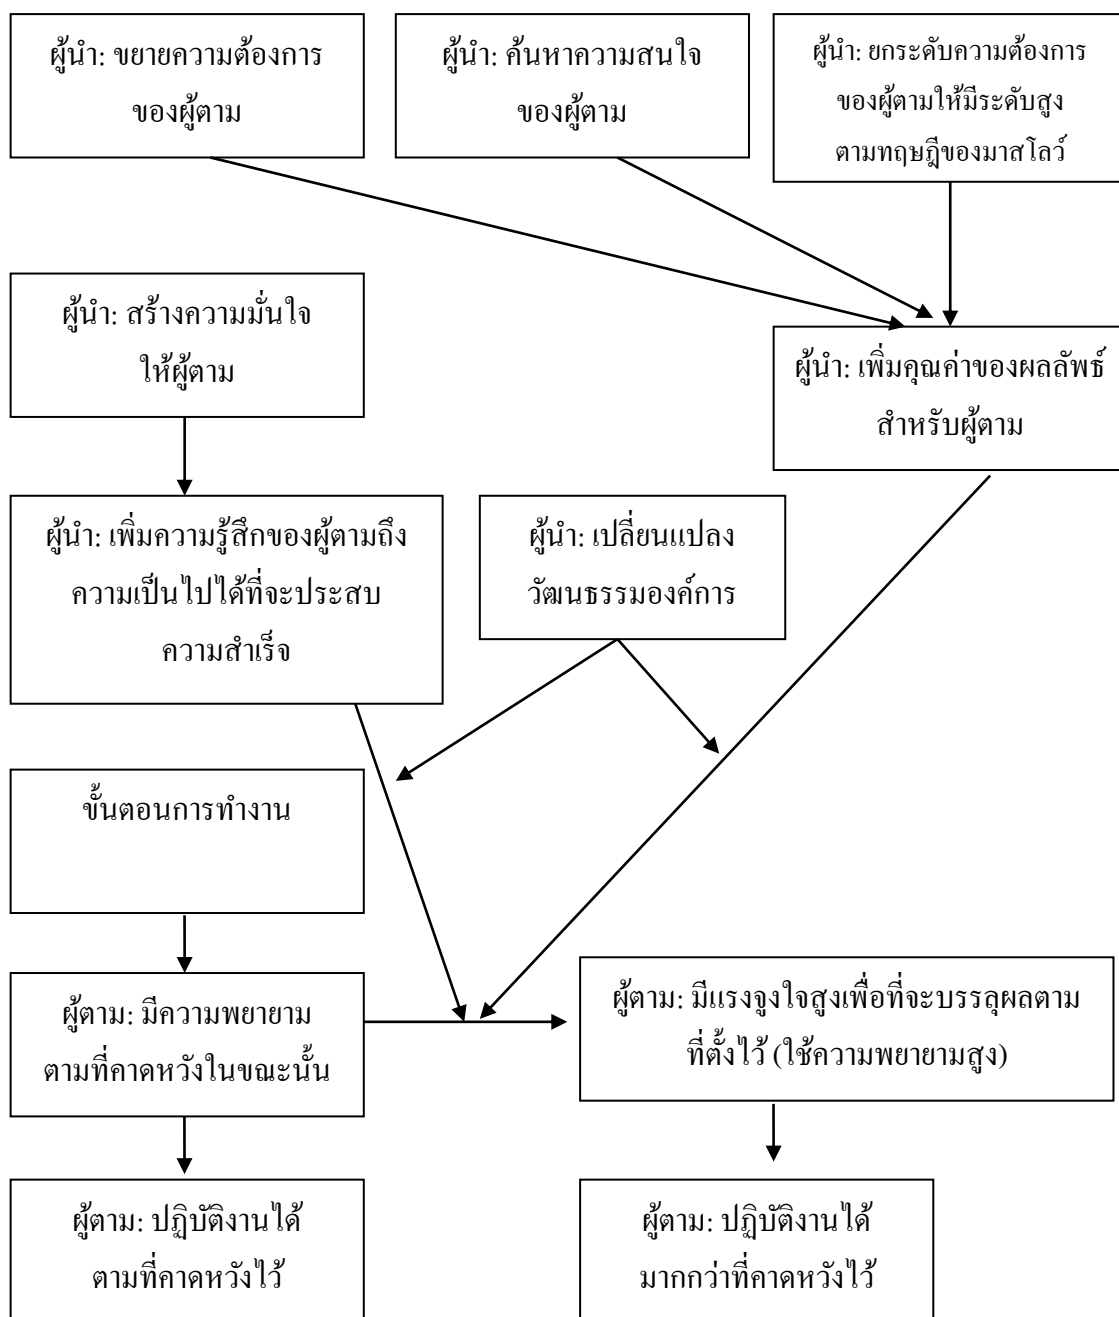 ผู้นำ: ขยายความต้องการ
ของผู้ตาม
ผู้นำ: ค้นหาความสนใจ
ของผู้ตาม
ผู้นำ: ยกระดับความต้องการ
ของผู้ตามให้มีระดับสูง
ตามทฤษฎีของมาสโลว์
ผู้นำ: สร้างความมั่นใจ
ให้ผู้ตาม
ผู้นำ: เพิ่มคุณค่าของผลลัพธ์
สำหรับผู้ตาม
ผู้นำ: เพิ่มความรู้สึกของผู้ตามถึง
ความเป็นไปได้ที่จะประสบ
ความสำเร็จ
ผู้นำ: เปลี่ยนแปลง
วัฒนธรรมองค์การ
ขั้นตอนการทำงาน
ผู้ตาม: มีความพยายาม
ตามที่คาดหวังในขณะนั้น
ผู้ตาม: มีแรงจูงใจสูงเพื่อที่จะบรรลุผลตาม
ที่ตั้งไว้ (ใช้ความพยายามสูง)
ผู้ตาม: ปฏิบัติงานได้
ตามที่คาดหวังไว้
ผู้ตาม: ปฏิบัติงานได้
มากกว่าที่คาดหวังไว้